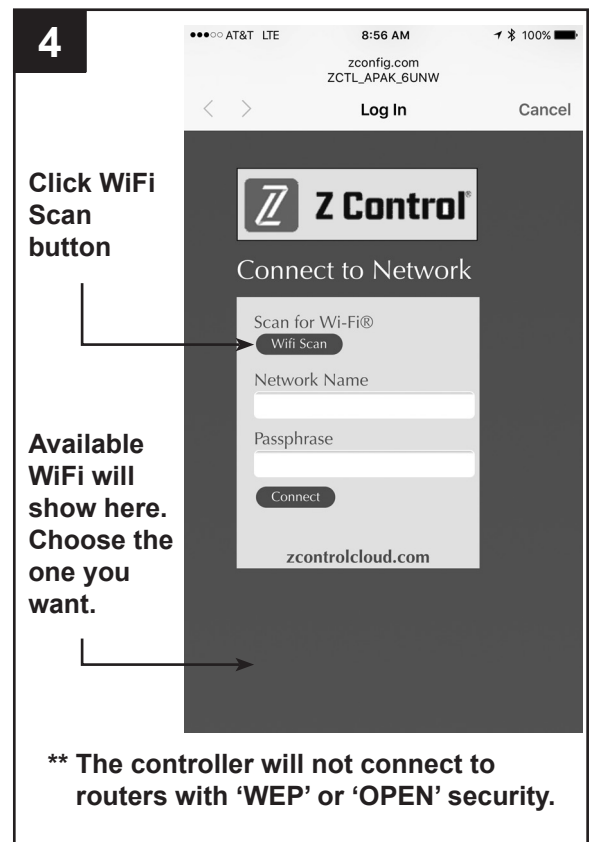 4
●●●○○ AT&T LTE 8:56 AM 100%
zconfig.com
ZCTL_APAK_6UNW
< > Log In Cancel
Click WiFi
Scan
button
Z Control®
Connect to Network
Scan for Wi-Fi®
Wifi Scan
Network Name
Passphrase
Connect
zcontrolcloud.com
Available
WiFi will
show here.
Choose the
one you
want.
** The controller will not connect to
routers with ‘WEP’ or ‘OPEN’ security.